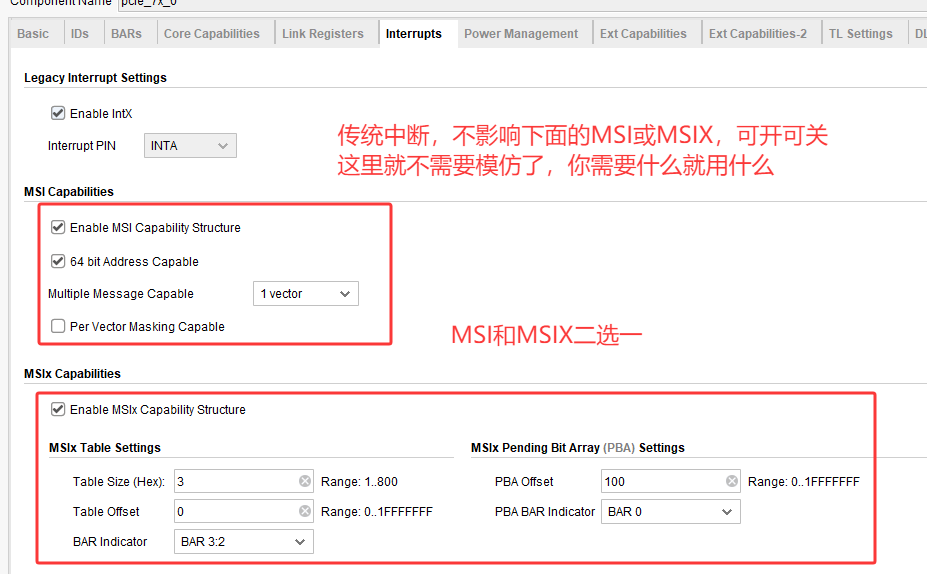 Component Name pcie_7x_0
Basic IDs BARs Core Capabilities Link Registers Interrupts Power Management Ext Capabilities Ext Capabilities-2 TL Settings DL
Legacy Interrupt Settings
Enable IntX
Interrupt PIN INTA
传统中断，不影响下面的MSI或MSIX，可开可关
这里就不需要模仿了，你需要什么就用什么
MSI Capabilities
Enable MSI Capability Structure
64 bit Address Capable
Multiple Message Capable 1 vector
Per Vector Masking Capable
MSI和MSIX二选一
MSIx Capabilities
Enable MSIx Capability Structure
MSIx Table Settings
Table Size (Hex): 3 Range: 1..800
Table Offset 0 Range: 0..1FFFFFFF
BAR Indicator BAR 3:2
MSIx Pending Bit Array (PBA) Settings
PBA Offset 100 Range: 0..1FFFFFFF
PBA BAR Indicator BAR 0